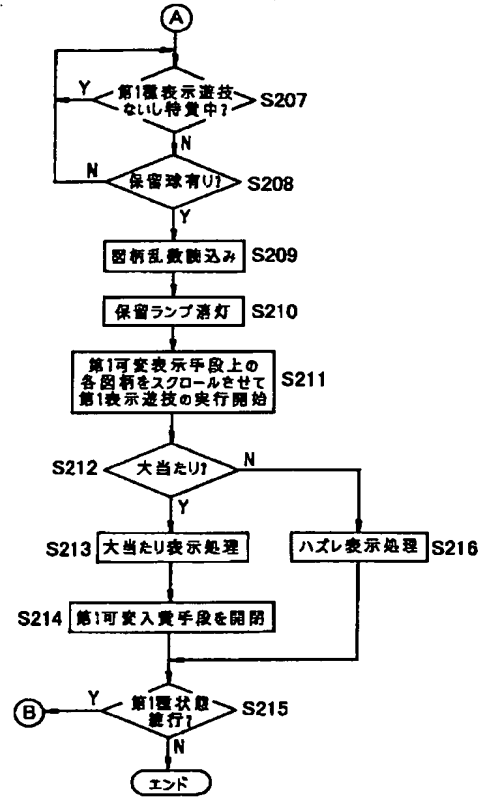 A
第1種表示遊技
ないし特賞中?
Y
S207
N
保留球有り?
N
S208
Y
図柄乱数読込み
S209
保留ランプ消灯
S210
第1可変表示手段上の
各図柄をスクロールさせて
第1表示遊技の実行開始
S211
S212
大当たり?
N
Y
S213
大当たり表示処理
ハズレ表示処理
S216
S214
第1可変入賞手段を開閉
B
Y
第1種状態
続行?
S215
N
エンド